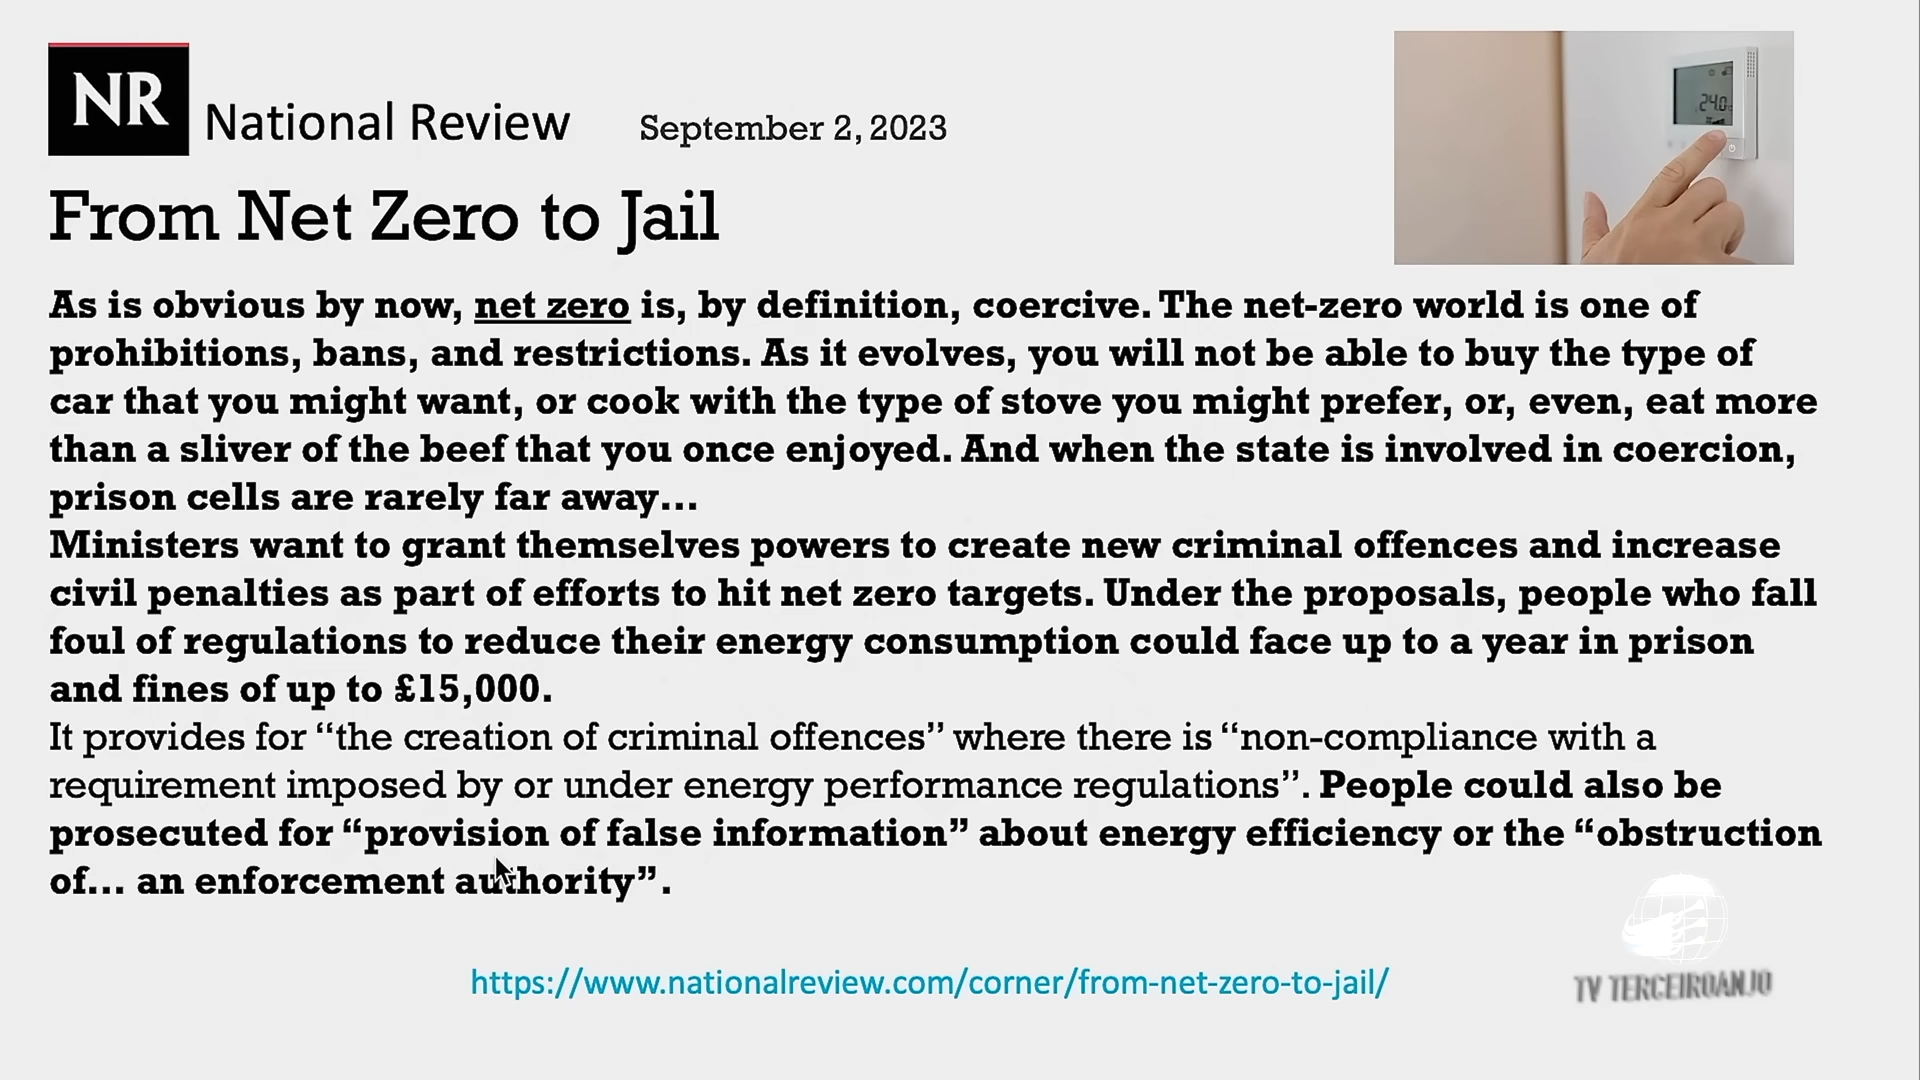 NR
National Review
September 2, 2023
24.0
From Net Zero to Jail
As is obvious by now, net zero is, by definition, coercive. The net-zero world is one of
prohibitions, bans, and restrictions. As it evolves, you will not be able to buy the type of
car that you might want, or cook with the type of stove you might prefer, or, even, eat more
than a sliver of the beef that you once enjoyed. And when the state is involved in coercion,
prison cells are rarely far away...
Ministers want to grant themselves powers to create new criminal offences and increase
civil penalties as part of efforts to hit net zero targets. Under the proposals, people who fall
foul of regulations to reduce their energy consumption could face up to a year in prison
and fines of up to £15,000.
It provides for “the creation of criminal offences” where there is “non-compliance with a
requirement imposed by or under energy performance regulations”. People could also be
prosecuted for “provision of false information” about energy efficiency or the “obstruction
of... an enforcement authority”.
https://www.nationalreview.com/corner/from-net-zero-to-jail/
TV TERCEIROANJO